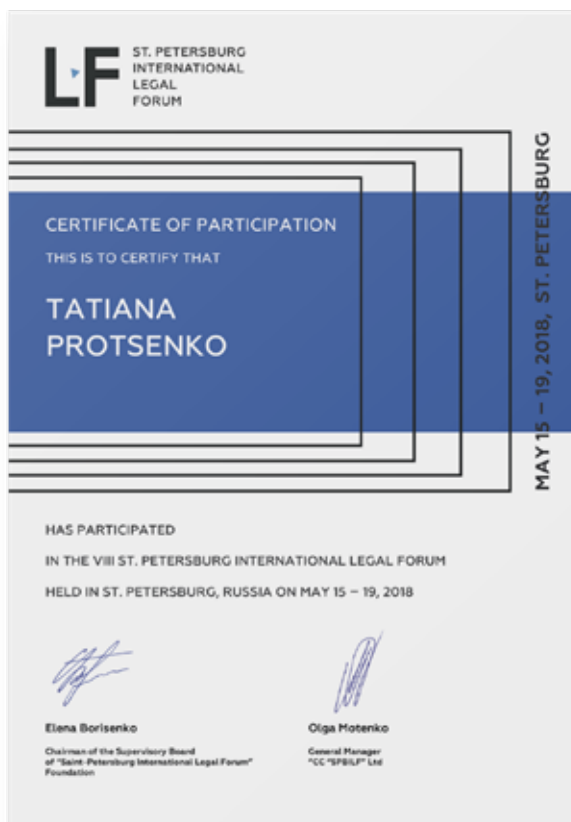 LF
ST. PETERSBURG
INTERNATIONAL
LEGAL
FORUM
MAY 15 – 19, 2018, ST. PETERSBURG
CERTIFICATE OF PARTICIPATION
THIS IS TO CERTIFY THAT
TATIANA
PROTSENKO
HAS PARTICIPATED
IN THE VIII ST. PETERSBURG INTERNATIONAL LEGAL FORUM
HELD IN ST. PETERSBURG, RUSSIA ON MAY 15 – 19, 2018
Elena Borisenko
Chairman of the Supervisory Board
of "Saint-Petersburg International Legal Forum"
Foundation
Olga Motenko
General Manager
"CC "SPBILF" Ltd